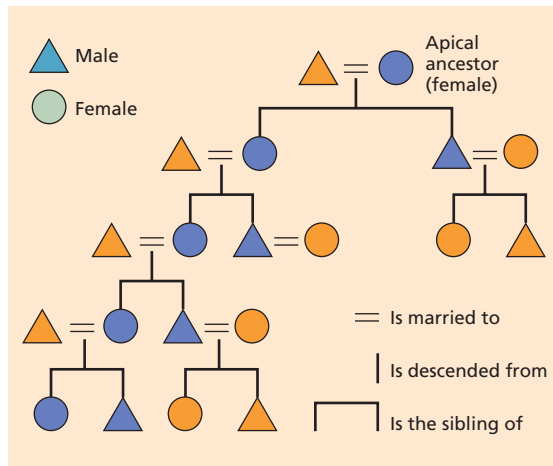 Male
Female
Apical
ancestor
(female)
Is married to
Is descended from
Is the sibling of